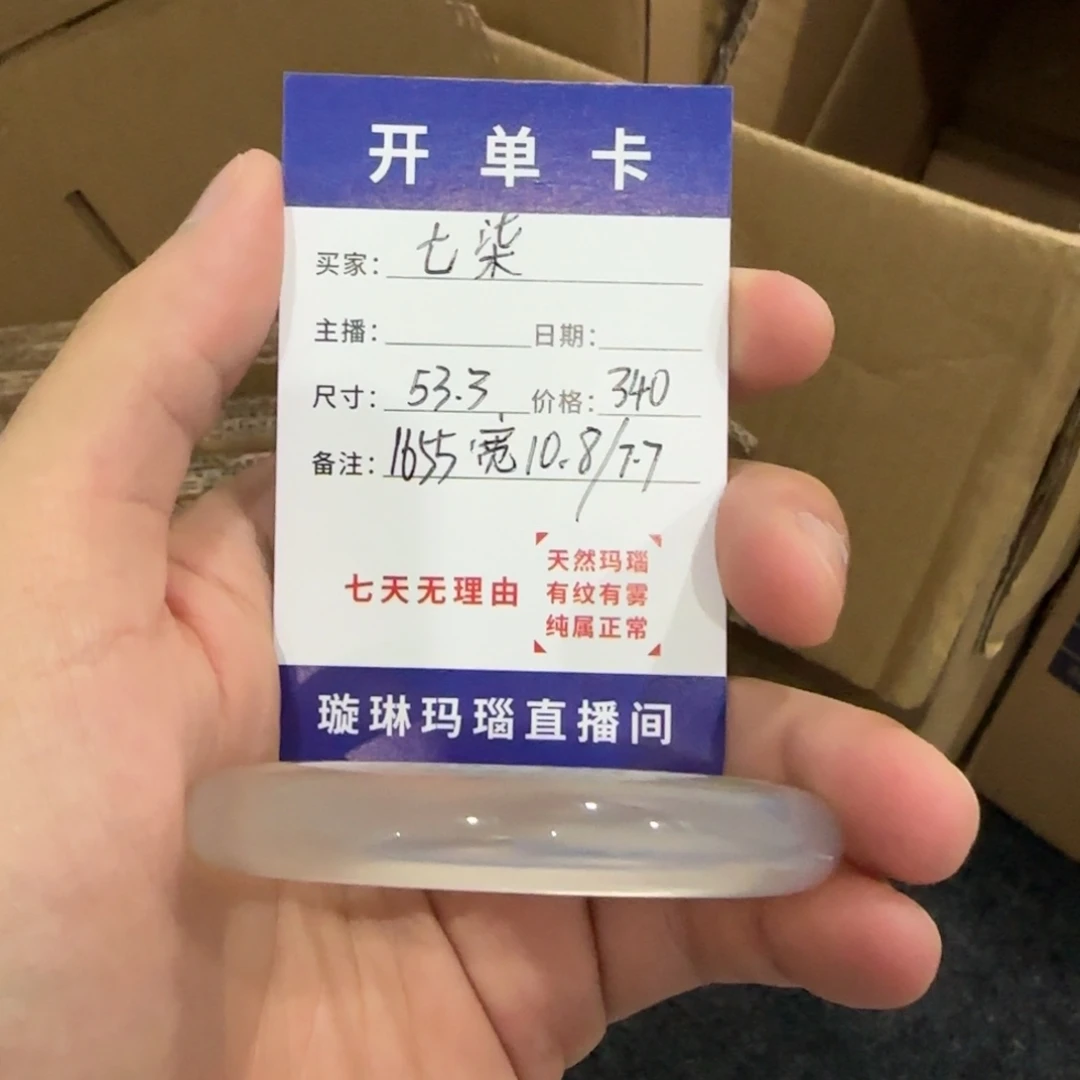 开单卡
买家：七柒
主播： 日期：
尺寸：53.3 价格：340
备注：1655 宽10.8/7.7
七天无理由
天然玛瑙
有纹有雾
纯属正常
璇琳玛瑙直播间